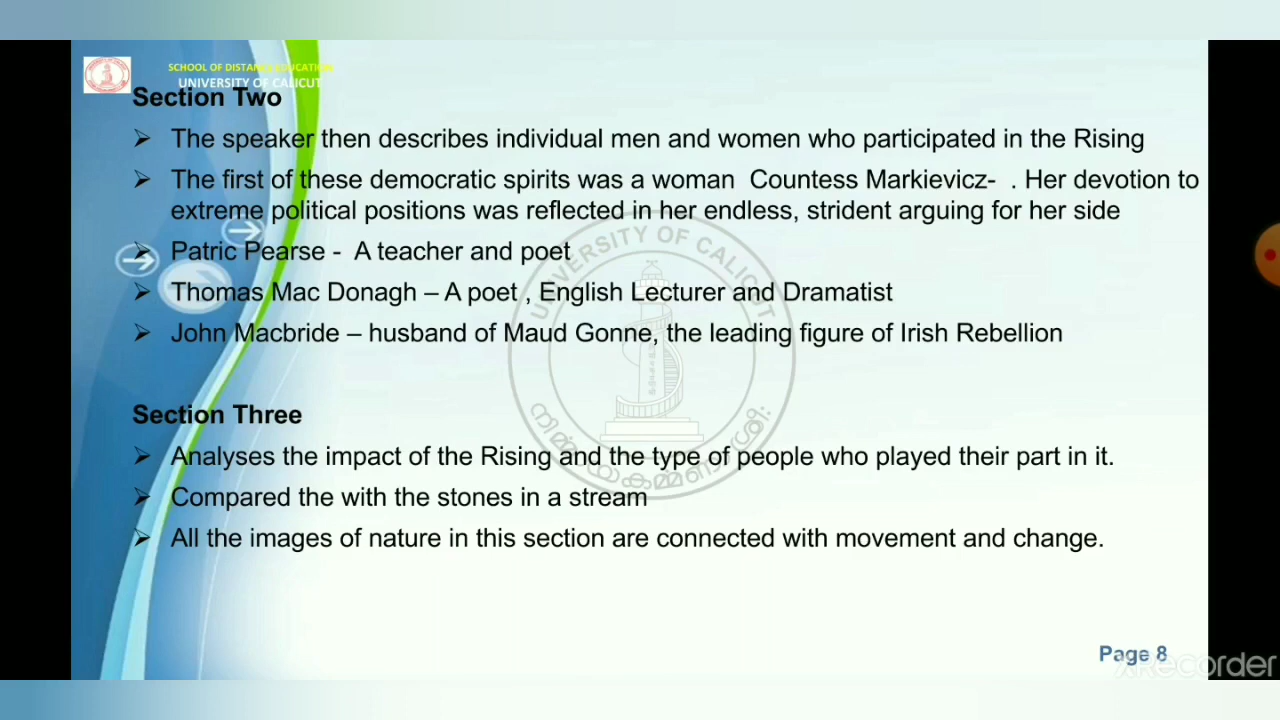 SCHOOL OF DISTANCE EDUCATION
UNIVERSITY OF CALICUT
Section Two
The speaker then describes individual men and women who participated in the Rising
The first of these democratic spirits was a woman Countess Markievicz- . Her devotion to
extreme political positions was reflected in her endless, strident arguing for her side
Patric Pearse - A teacher and poet
Thomas Mac Donagh – A poet , English Lecturer and Dramatist
John Macbride – husband of Maud Gonne, the leading figure of Irish Rebellion
UNIVERSITY OF CALICUT
Section Three
Analyses the impact of the Rising and the type of people who played their part in it.
Compared the with the stones in a stream
All the images of nature in this section are connected with movement and change.
Page 8
XRecorder